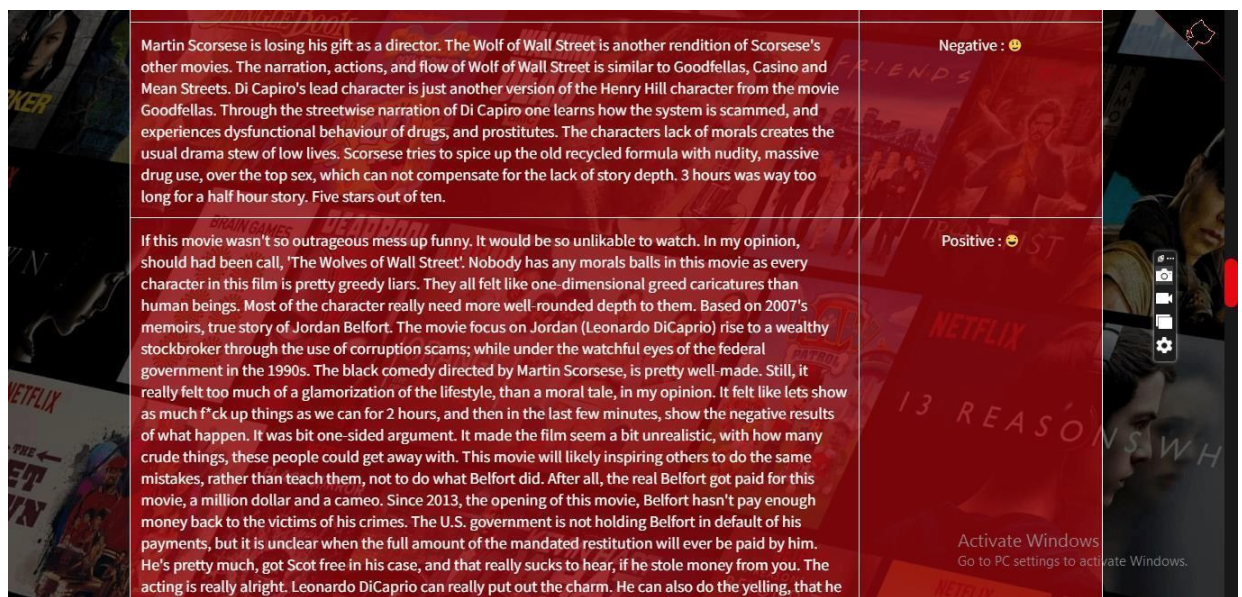 Martin Scorsese is losing his gift as a director. The Wolf of Wall Street is another rendition of Scorsese's
other movies. The narration, actions, and flow of Wolf of Wall Street is similar to Goodfellas, Casino and
Mean Streets. Di Capiro's lead character is just another version of the Henry Hill character from the movie
Goodfellas. Through the streetwise narration of Di Capiro one learns how the system is scammed, and
experiences dysfunctional behaviour of drugs, and prostitutes. The characters lack of morals creates the
usual drama stew of low lives. Scorsese tries to spice up the old recycled formula with nudity, massive
drug use, over the top sex, which can not compensate for the lack of story depth. 3 hours was way too
long for a half hour story. Five stars out of ten.
Negative :
If this movie wasn't so outrageous mess up funny. It would be so unlikable to watch. In my opinion,
should had been call, 'The Wolves of Wall Street'. Nobody has any morals balls in this movie as every
character in this film is pretty greedy liars. They all felt like one-dimensional greed caricatures than
human beings. Most of the character really need more well-rounded depth to them. Based on 2007's
memoirs, true story of Jordan Belfort. The movie focus on Jordan (Leonardo DiCaprio) rise to a wealthy
stockbroker through the use of corruption scams; while under the watchful eyes of the federal
government in the 1990s. The black comedy directed by Martin Scorsese, is pretty well-made. Still, it
really felt too much of a glamorization of the lifestyle, than a moral tale, in my opinion. It felt like lets show
as much f*ck up things as we can for 2 hours, and then in the last few minutes, show the negative results
of what happen. It was bit one-sided argument. It made the film seem a bit unrealistic, with how many
crude things, these people could get away with. This movie will likely inspiring others to do the same
mistakes, rather than teach them, not to do what Belfort did. After all, the real Belfort got paid for this
movie, a million dollar and a cameo. Since 2013, the opening of this movie, Belfort hasn't pay enough
money back to the victims of his crimes. The U.S. government is not holding Belfort in default of his
payments, but it is unclear when the full amount of the mandated restitution will ever be paid by him.
He's pretty much, got Scot free in his case, and that really sucks to hear, if he stole money from you. The
acting is really alright. Leonardo DiCaprio can really put out the charm. He can also do the yelling, that he
Positive :
FRIENDS
BRAIN GAMES
DEADPOOL
NETFLIX
13 REASONS WH
NETFLIX
PATROL
Activate Windows
Go to PC settings to activate Windows.